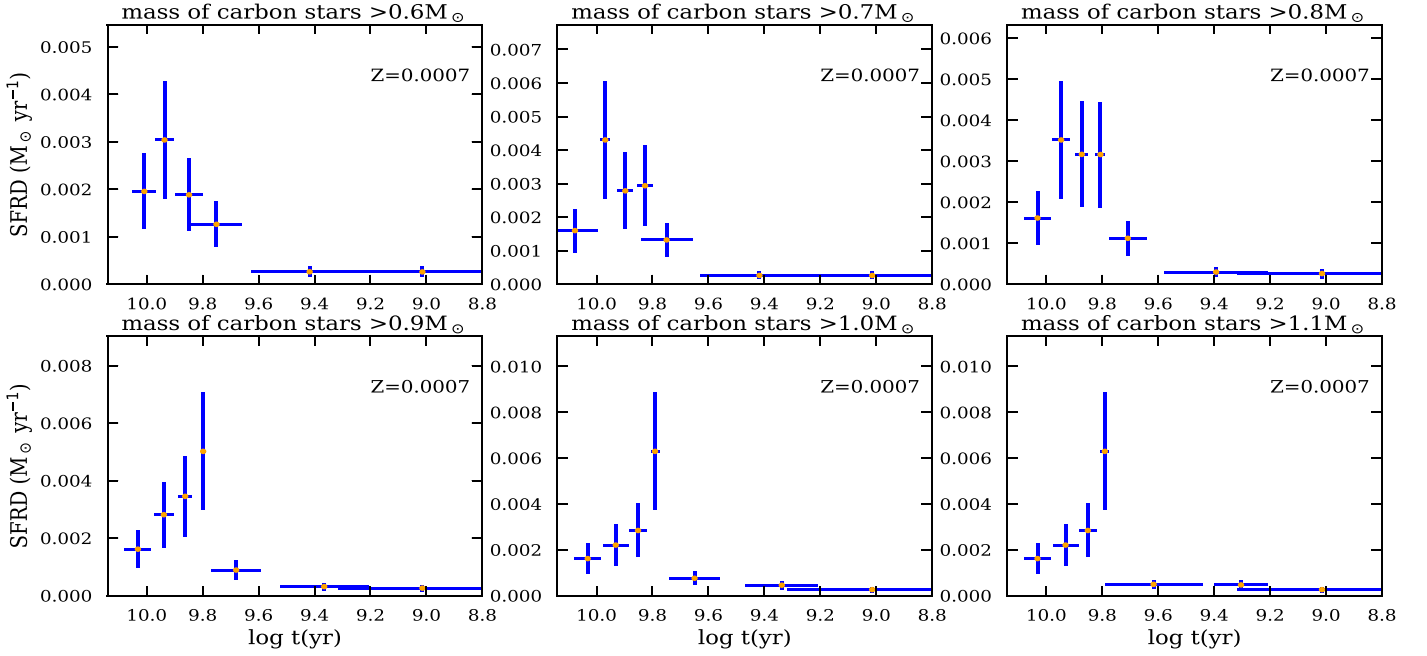 mass of carbon stars >0.6M⊙
mass of carbon stars >0.7M⊙
mass of carbon stars >0.8M⊙
SFRD (M⊙ yr−1)
0.005
0.004
0.003
0.002
0.001
0.000
Z=0.0007
10.0 9.8 9.6 9.4 9.2 9.0 8.8
0.007
0.006
0.005
0.004
0.003
0.002
0.001
0.000
Z=0.0007
10.0 9.8 9.6 9.4 9.2 9.0 8.8
0.006
0.005
0.004
0.003
0.002
0.001
0.000
Z=0.0007
10.0 9.8 9.6 9.4 9.2 9.0 8.8
mass of carbon stars >0.9M⊙
mass of carbon stars >1.0M⊙
mass of carbon stars >1.1M⊙
SFRD (M⊙ yr−1)
0.008
0.006
0.004
0.002
0.000
Z=0.0007
10.0 9.8 9.6 9.4 9.2 9.0 8.8
log t(yr)
0.010
0.008
0.006
0.004
0.002
0.000
Z=0.0007
10.0 9.8 9.6 9.4 9.2 9.0 8.8
log t(yr)
0.010
0.008
0.006
0.004
0.002
0.000
Z=0.0007
10.0 9.8 9.6 9.4 9.2 9.0 8.8
log t(yr)